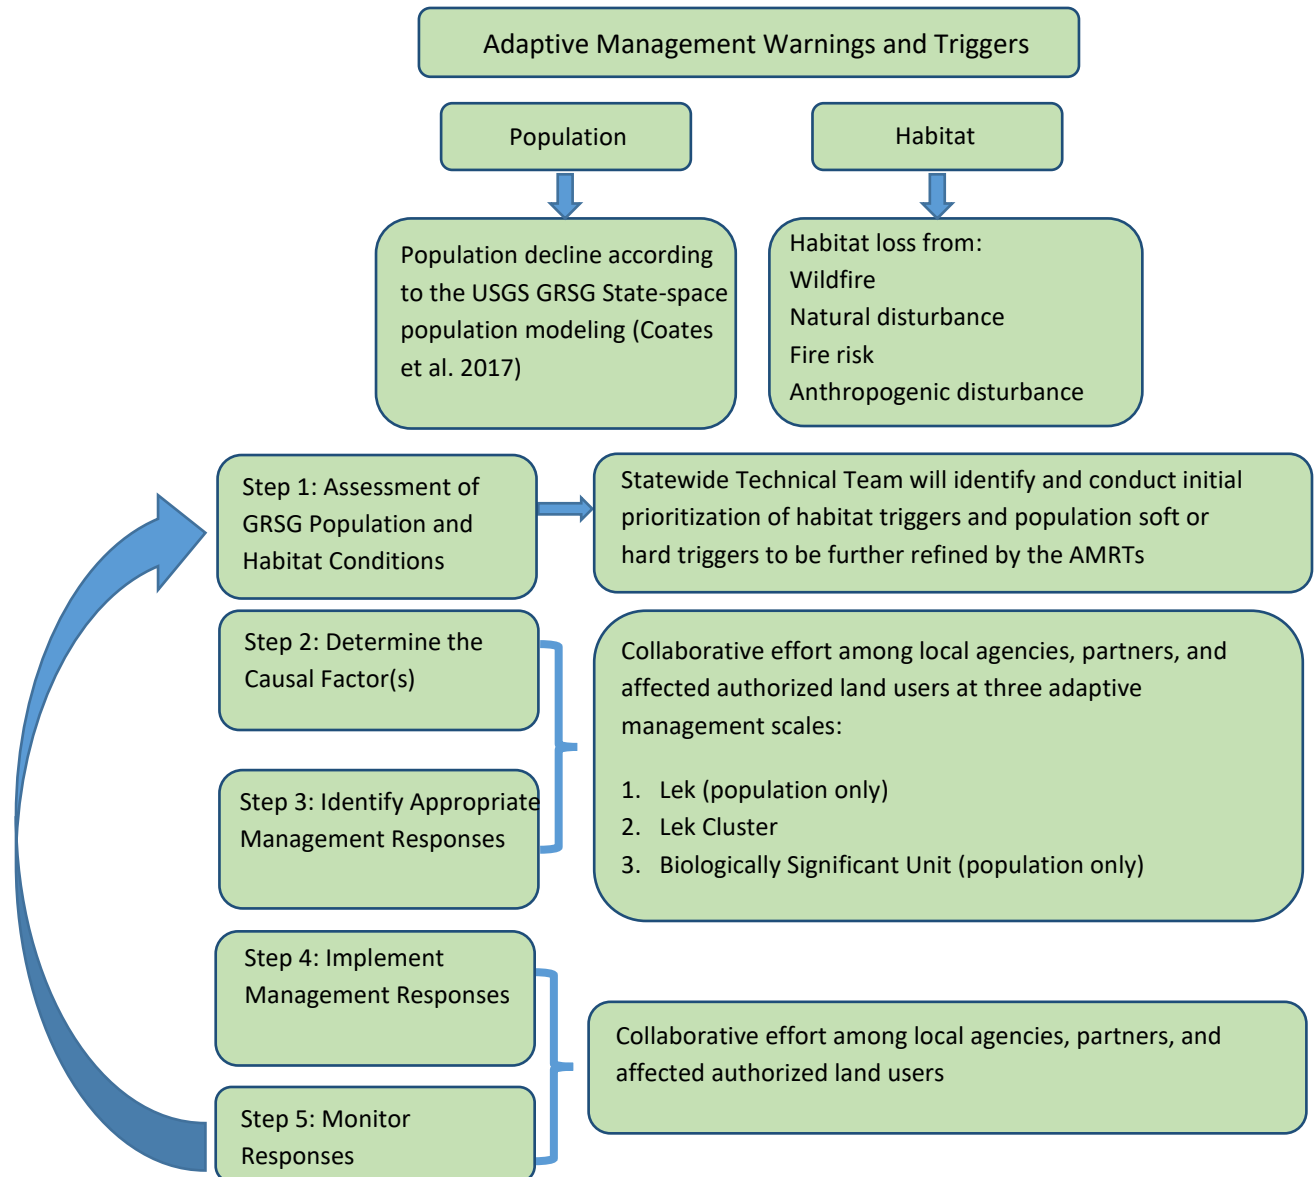 Adaptive Management Warnings and Triggers
Population
Habitat
Population decline according
to the USGS GRSG State-space
population modeling (Coates
et al. 2017)
Habitat loss from:
Wildfire
Natural disturbance
Fire risk
Anthropogenic disturbance
Step 1: Assessment of
GRSG Population and
Habitat Conditions
Statewide Technical Team will identify and conduct initial
prioritization of habitat triggers and population soft or
hard triggers to be further refined by the AMRTs
Step 2: Determine the
Causal Factor(s)
Step 3: Identify Appropriate
Management Responses
Collaborative effort among local agencies, partners, and
affected authorized land users at three adaptive
management scales:
1. Lek (population only)
2. Lek Cluster
3. Biologically Significant Unit (population only)
Step 4: Implement
Management Responses
Step 5: Monitor
Responses
Collaborative effort among local agencies, partners, and
affected authorized land users